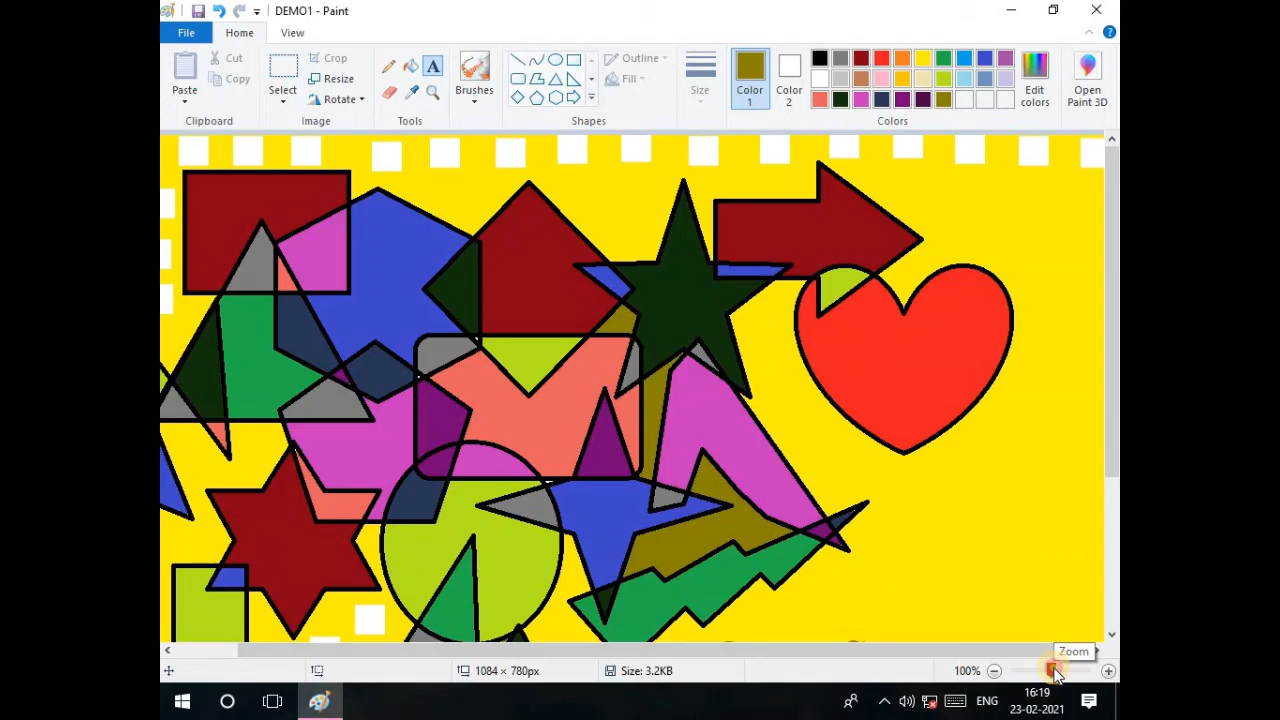 DEMO1 - Paint
File Home View
Paste
Cut
Copy
Clipboard
Select
Crop
Resize
Rotate
Image
A
Tools
Brushes
Outline
Fill
Shapes
Size
Color 1
Color 2
Edit colors
Colors
Open Paint 3D
Zoom
1084 × 780px
Size: 3.2KB
100%
ENG
16:19
23-02-2021